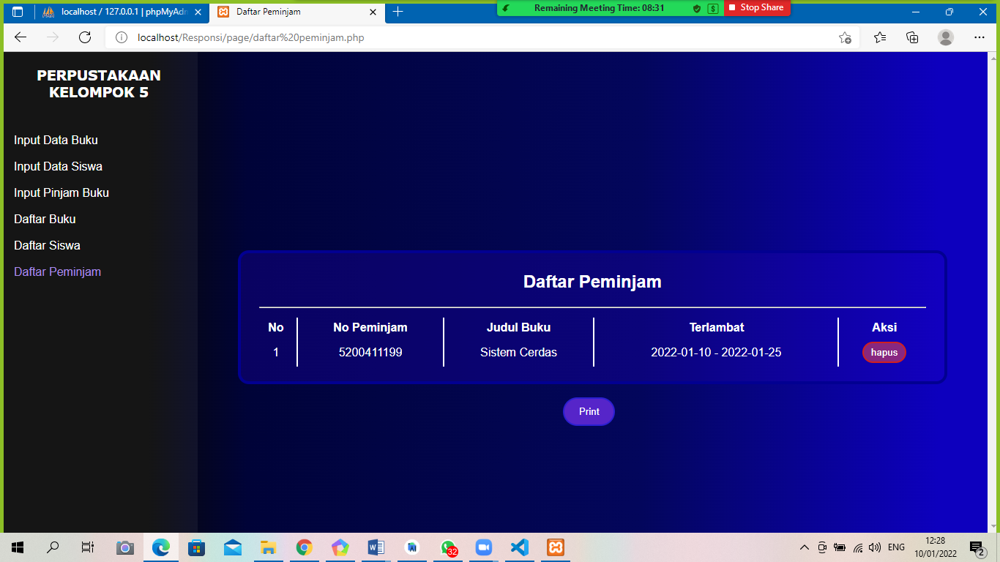 localhost / 127.0.0.1 | phpMyAdm
Daftar Peminjam
Remaining Meeting Time: 08:31
Stop Share
localhost/Responsi/page/daftar%20peminjam.php
PERPUSTAKAAN
KELOMPOK 5
Input Data Buku
Input Data Siswa
Input Pinjam Buku
Daftar Buku
Daftar Siswa
Daftar Peminjam
Daftar Peminjam
No No Peminjam Judul Buku Terlambat Aksi
1 5200411199 Sistem Cerdas 2022-01-10 - 2022-01-25 hapus
Print
32
ENG
12:28
10/01/2022
2